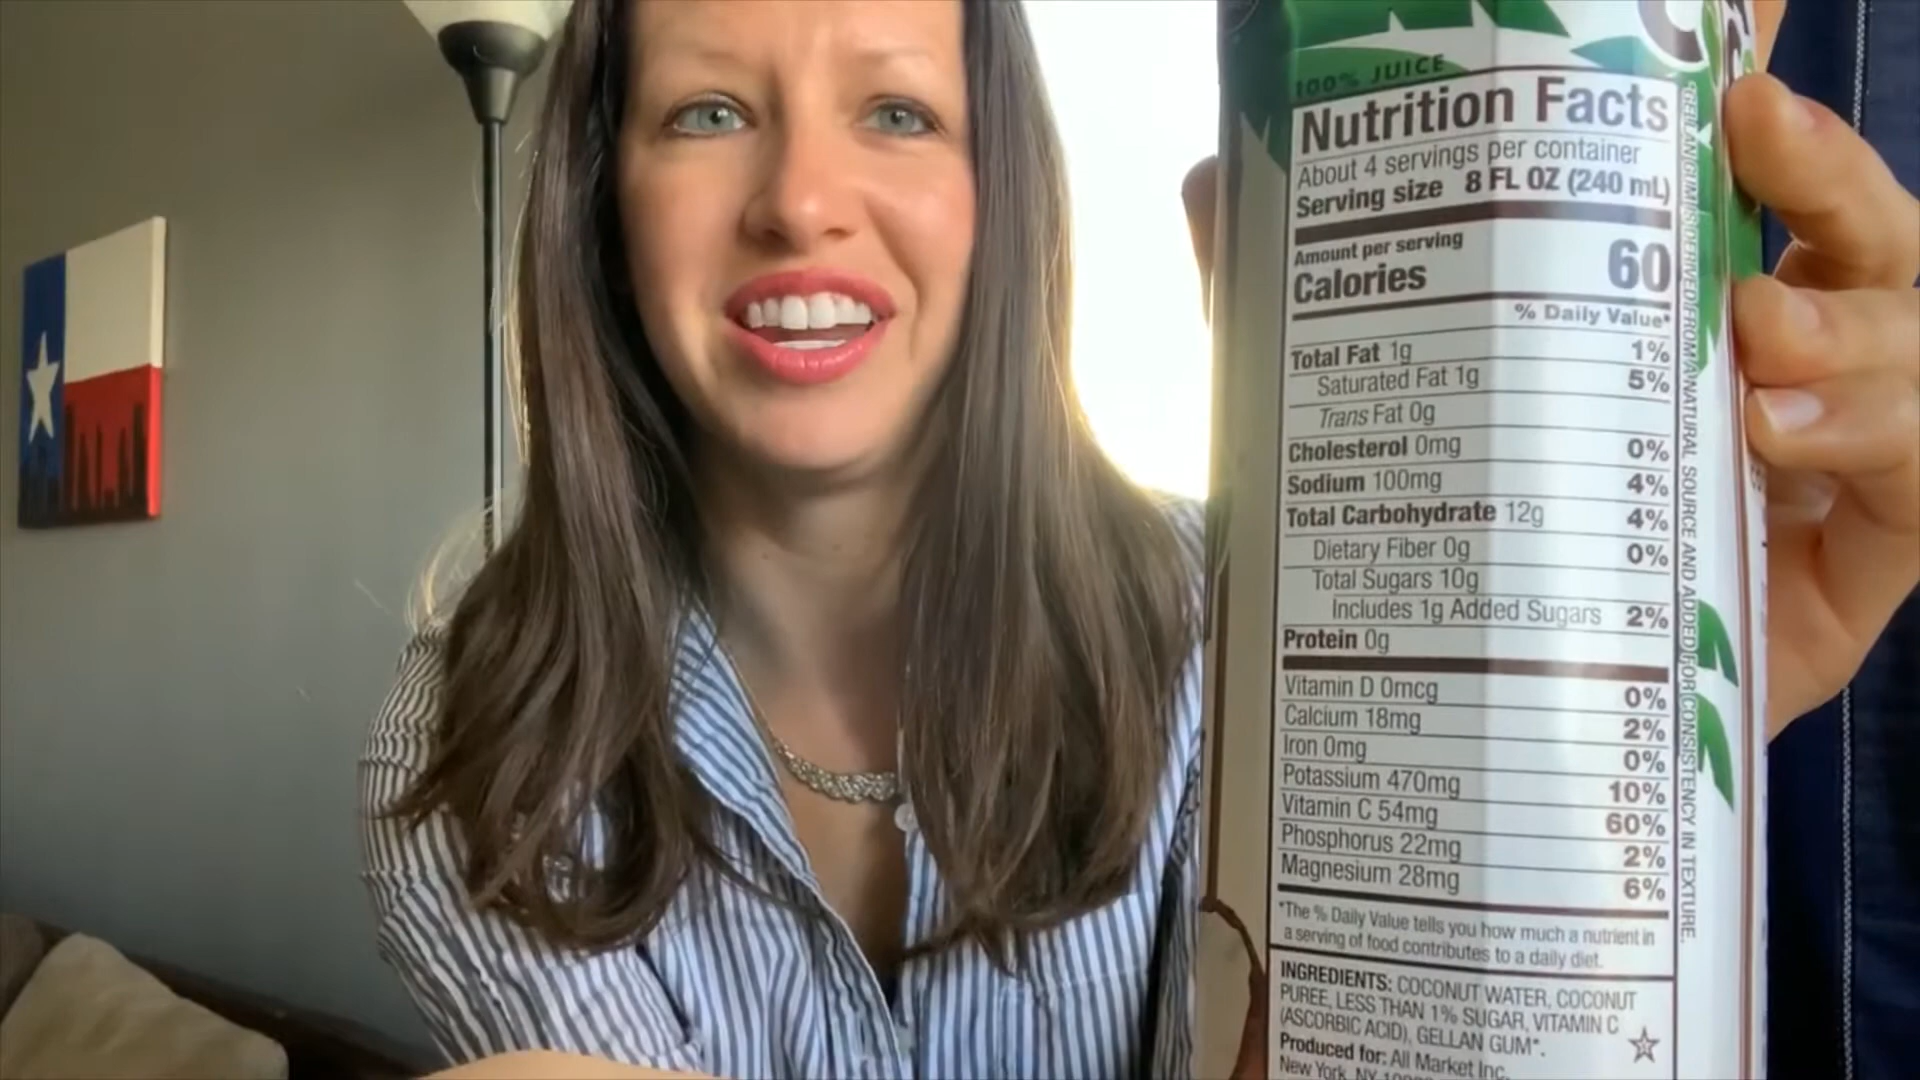 100% JUICE
Nutrition Facts
About 4 servings per container
Serving size 8 FL OZ (240 mL)
Amount per serving
Calories 60
% Daily Value*
Total Fat 1g 1%
Saturated Fat 1g 5%
Trans Fat 0g
Cholesterol 0mg 0%
Sodium 100mg 4%
Total Carbohydrate 12g 4%
Dietary Fiber 0g 0%
Total Sugars 10g
Includes 1g Added Sugars 2%
Protein 0g
Vitamin D 0mcg 0%
Calcium 18mg 2%
Iron 0mg 0%
Potassium 470mg 10%
Vitamin C 54mg 60%
Phosphorus 22mg 2%
Magnesium 28mg 6%
*The % Daily Value tells you how much a nutrient in
a serving of food contributes to a daily diet.
INGREDIENTS: COCONUT WATER, COCONUT
PUREE, LESS THAN 1% SUGAR, VITAMIN C
(ASCORBIC ACID), GELLAN GUM*.
Produced for: All Market Inc.
New York, NY
*GELLAN GUM IS DERIVED FROM A NATURAL SOURCE AND ADDED FOR CONSISTENCY IN TEXTURE.